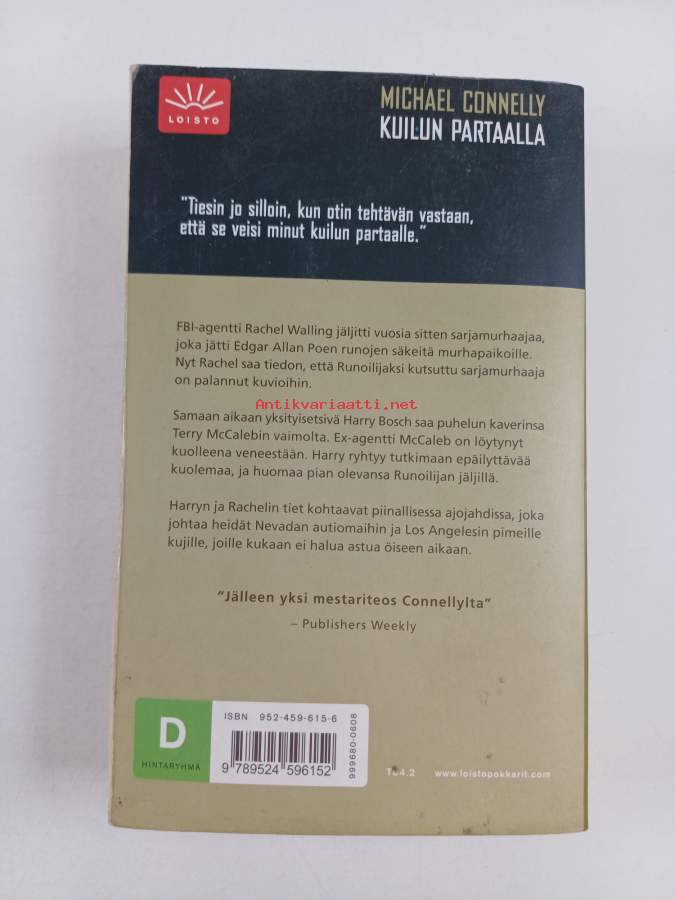 LOISTO
MICHAEL CONNELLY
KUILUN PARTAALLA
"Tiesin jo silloin, kun otin tehtävän vastaan,
että se veisi minut kuilun partaalle."
FBI-agentti Rachel Walling jäljitti vuosia sitten sarjamurhaajaa,
joka jätti Edgar Allan Poen runojen säkeitä murhapaikoille.
Nyt Rachel saa tiedon, että Runoilijaksi kutsuttu sarjamurhaaja
on palannut kuvioihin.
Antikvariaatti.net
Samaan aikaan yksityisetsivä Harry Bosch saa puhelun kaverinsa
Terry McCalebin vaimolta. Ex-agentti McCaleb on löytynyt
kuolleena veneestään. Harry ryhtyy tutkimaan epäilyttävää
kuolemaa, ja huomaa pian olevansa Runoilijan jäljillä.
Harryn ja Rachelin tiet kohtaavat piinallisessa ajojahdissa, joka
johtaa heidät Nevadan autiomaihin ja Los Angelesin pimeille
kujille, joille kukaan ei halua astua öiseen aikaan.
"Jälleen yksi mestariteos Connellylta"
– Publishers Weekly
D
HINTARYHMÄ
ISBN 952-459-615-6
9 789524 596152
999680-0608
www.loistopokkarit.com